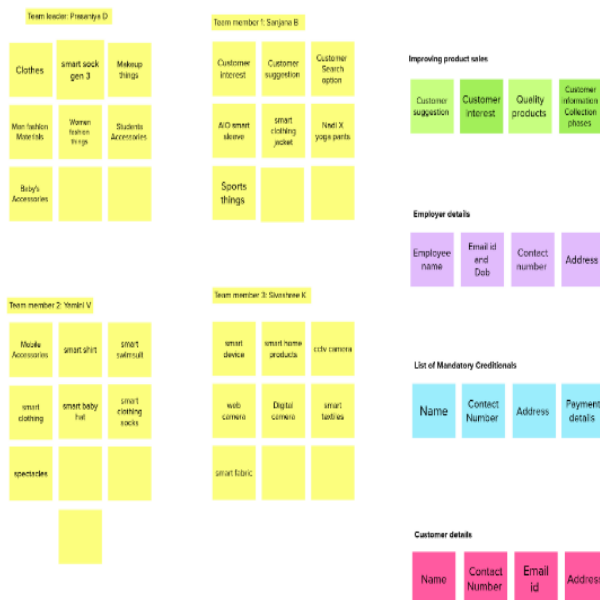 Team leader: Prasaniya D
Clothes
smart sock
gen 3
Makeup
things
Men fashion
Materials
Women
fashion
things
Students
Accessories
Baby's
Accessories
Team member 1: Sanjana B
Customer
interest
Customer
suggestion
Customer
Search
option
AIO smart
sleeve
smart
clothing
jacket
Nadi X
yoga pants
Sports
things
Team member 2: Yamini V
Mobile
Accessories
smart shirt
smart
swimsuit
smart
clothing
smart baby
hat
smart
clothing
socks
spectacles
Team member 3: Sivashree K
smart
device
smart home
products
cctv camera
web
camera
Digital
camera
smart
textiles
smart fabric
Improving product sales
Customer
suggestion
Customer
interest
Quality
products
Customer
information
Collection
phases
Employer details
Employee
name
Email id
and
Dob
Contact
number
Address
List of Mandatory Creditionals
Name
Contact
Number
Address
Payment
details
Customer details
Name
Contact
Number
Email
id
Address